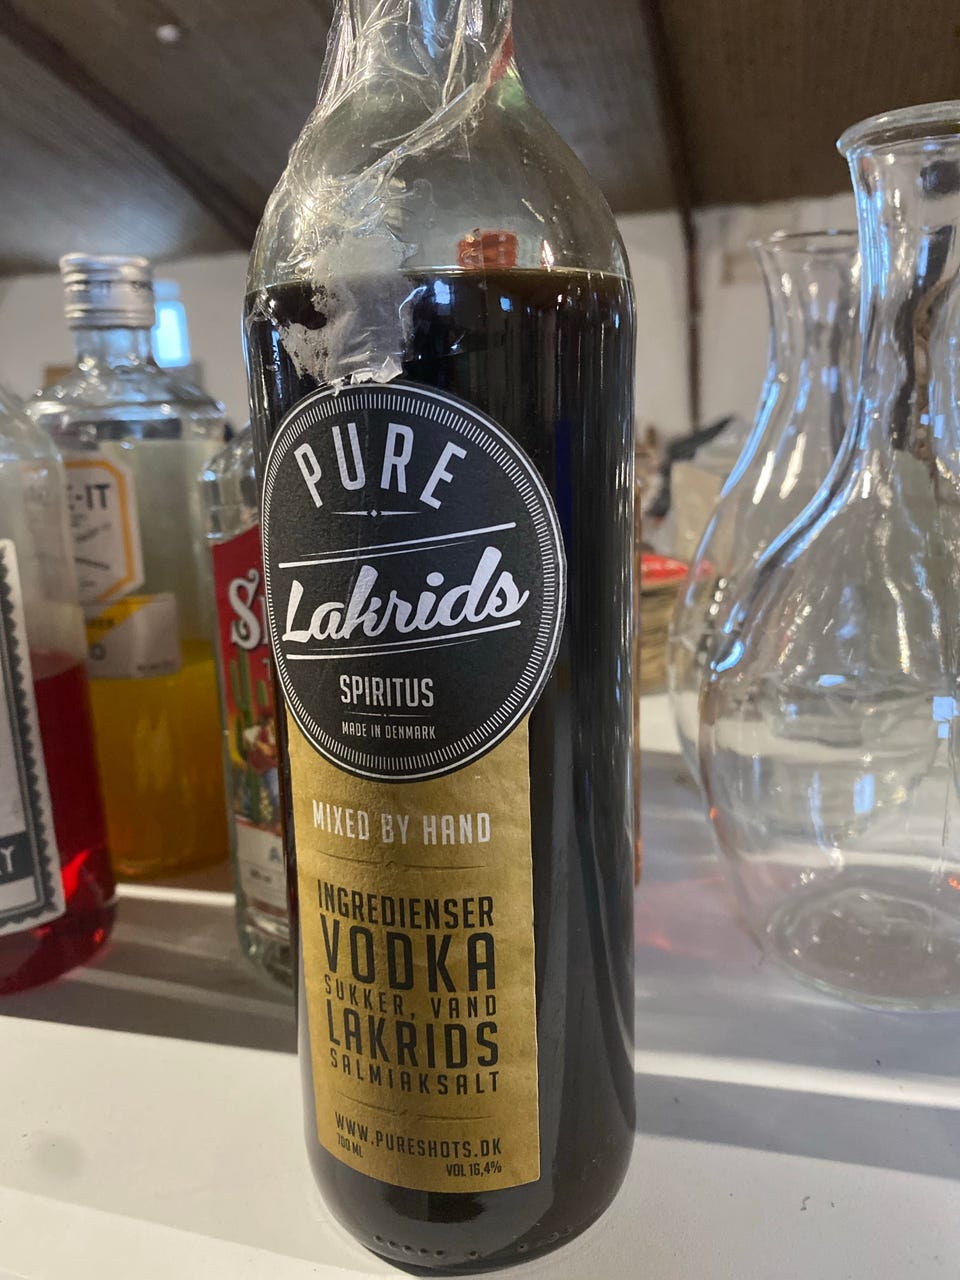 PURE
Lakrids
SPIRITUS
MADE IN DENMARK
MIXED BY HAND
INGREDIENSER
VODKA
SUKKER, VAND
LAKRIDS
SALMIAKSALT
WWW.PURESHOTS.DK
700 ML
VOL 16,4%
-IT